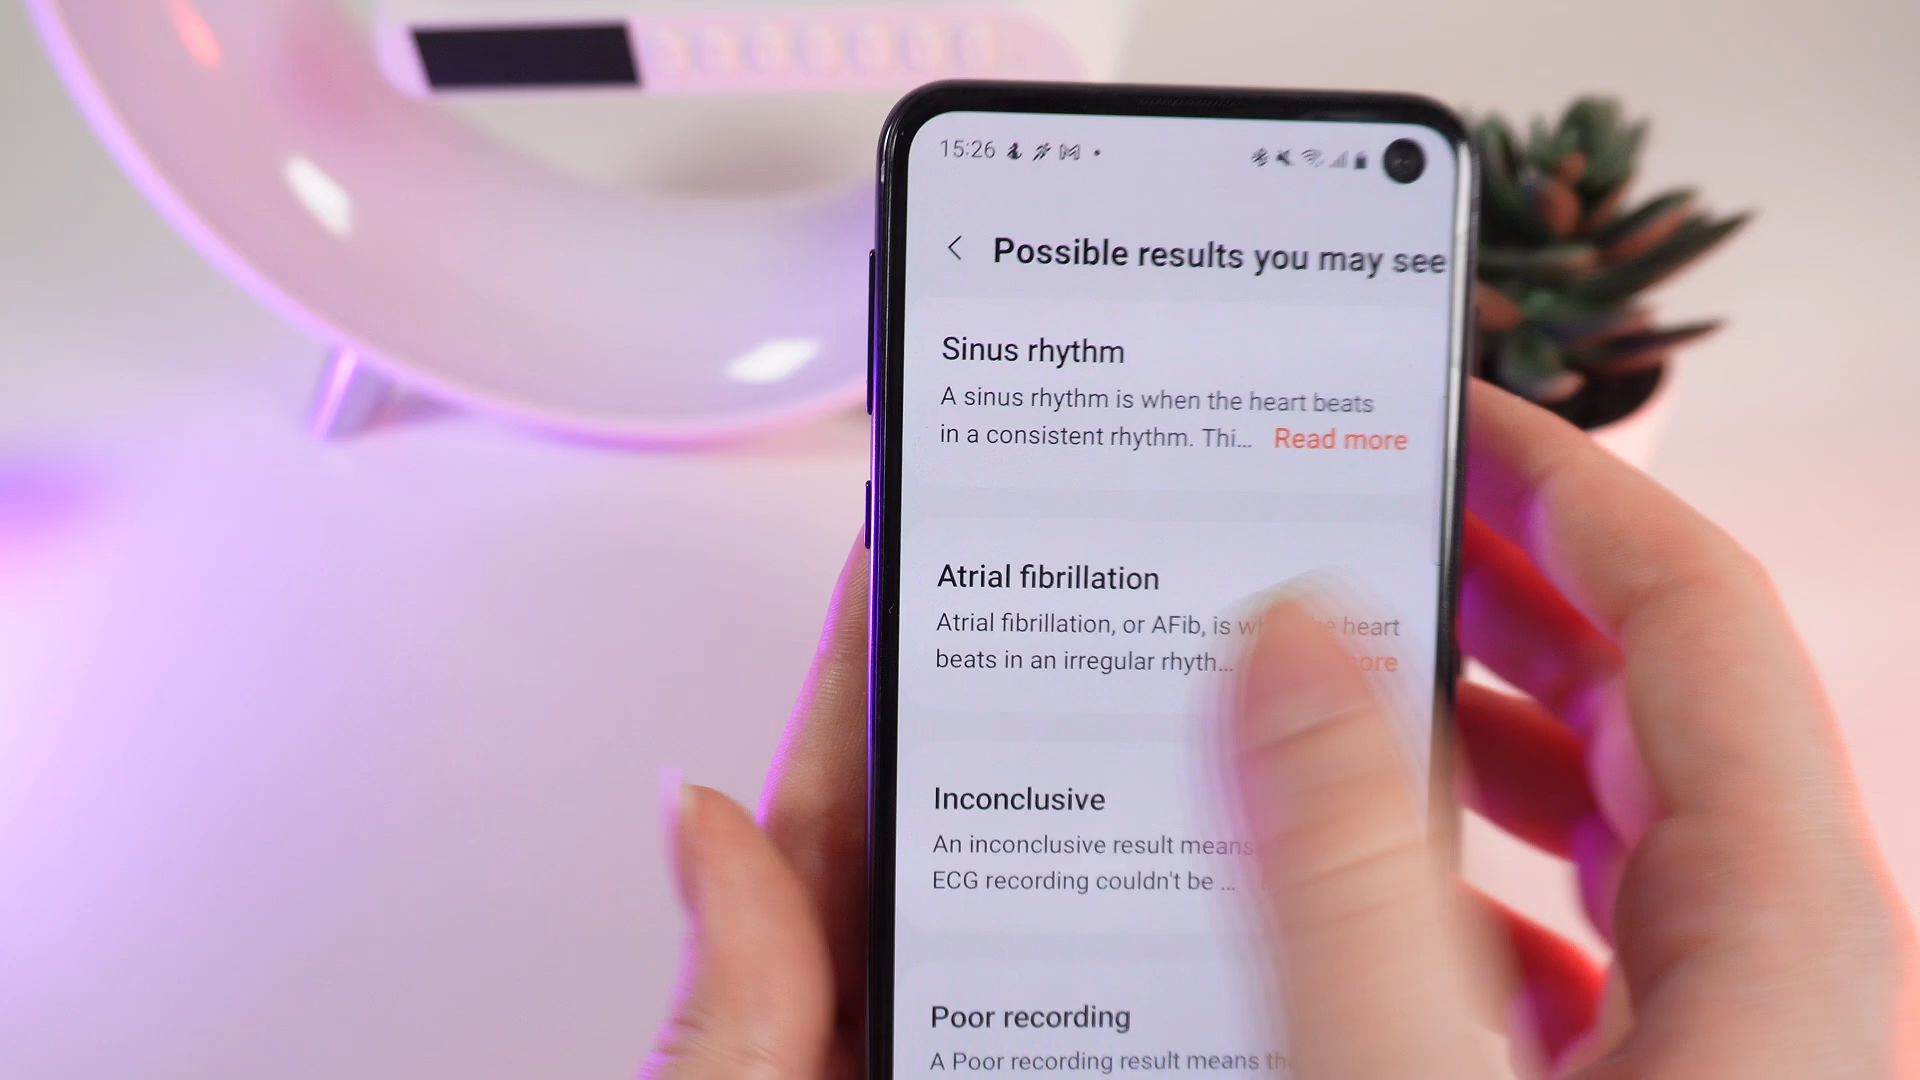 15:26
Possible results you may see
Sinus rhythm
A sinus rhythm is when the heart beats
in a consistent rhythm. Thi... Read more
Atrial fibrillation
Atrial fibrillation, or AFib, is heart
beats in an irregular rhyth...
Inconclusive
An inconclusive result means
ECG recording couldn't be ...
Poor recording
A Poor recording result means